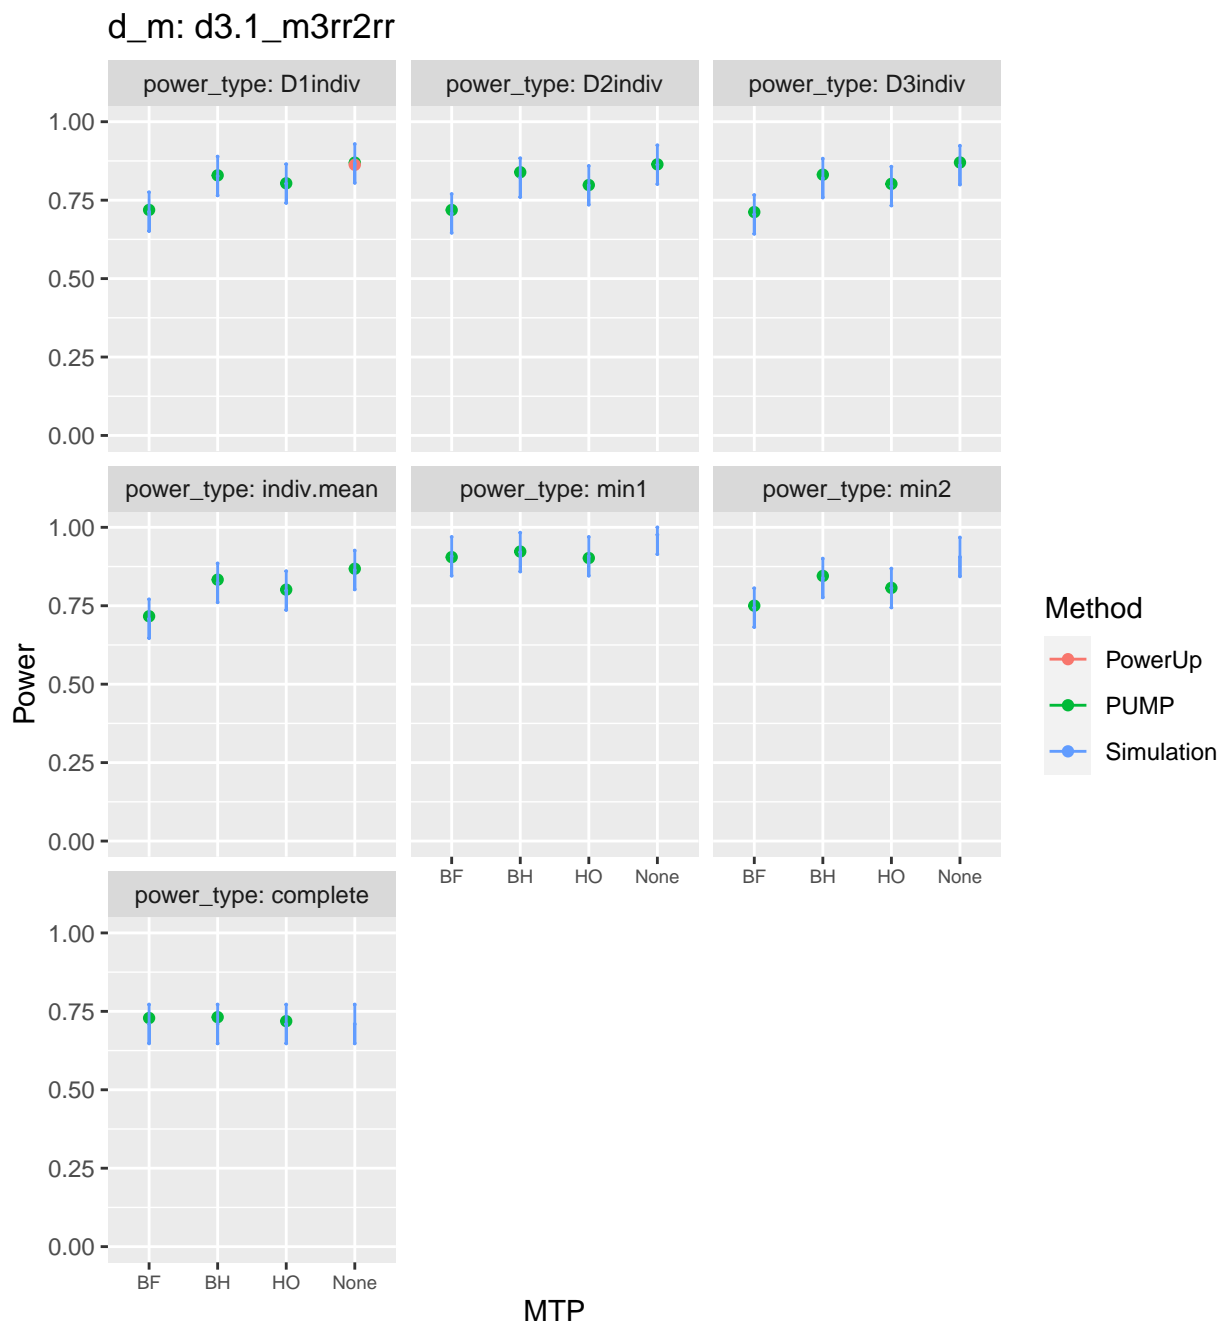 d_m: d3.1_m3rr2rr
power_type: D1indiv
power_type: D2indiv
power_type: D3indiv
1.00
0.75
0.50
0.25
0.00
power_type: indiv.mean
power_type: min1
power_type: min2
1.00
0.75
0.50
0.25
0.00
BF BH HO None
BF BH HO None
power_type: complete
1.00
0.75
0.50
0.25
0.00
BF BH HO None
MTP
Power
Method
PowerUp
PUMP
Simulation